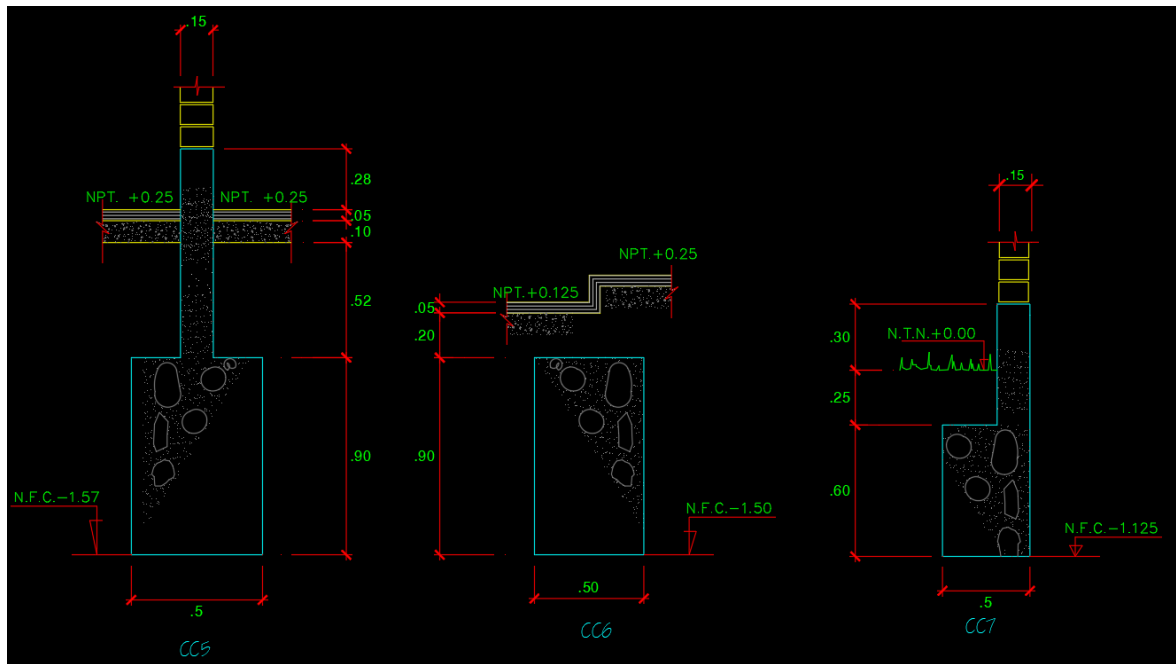 .15
.28
NPT. +0.25
NPT. +0.25
.05
.10
.52
.90
N.F.C.-1.57
.5
CC5
NPT.+0.25
NPT.+0.125
.05
.20
.90
N.F.C.-1.50
.50
CC6
.15
.30
N.T.N.+0.00
.25
.60
N.F.C.-1.125
.5
CC7